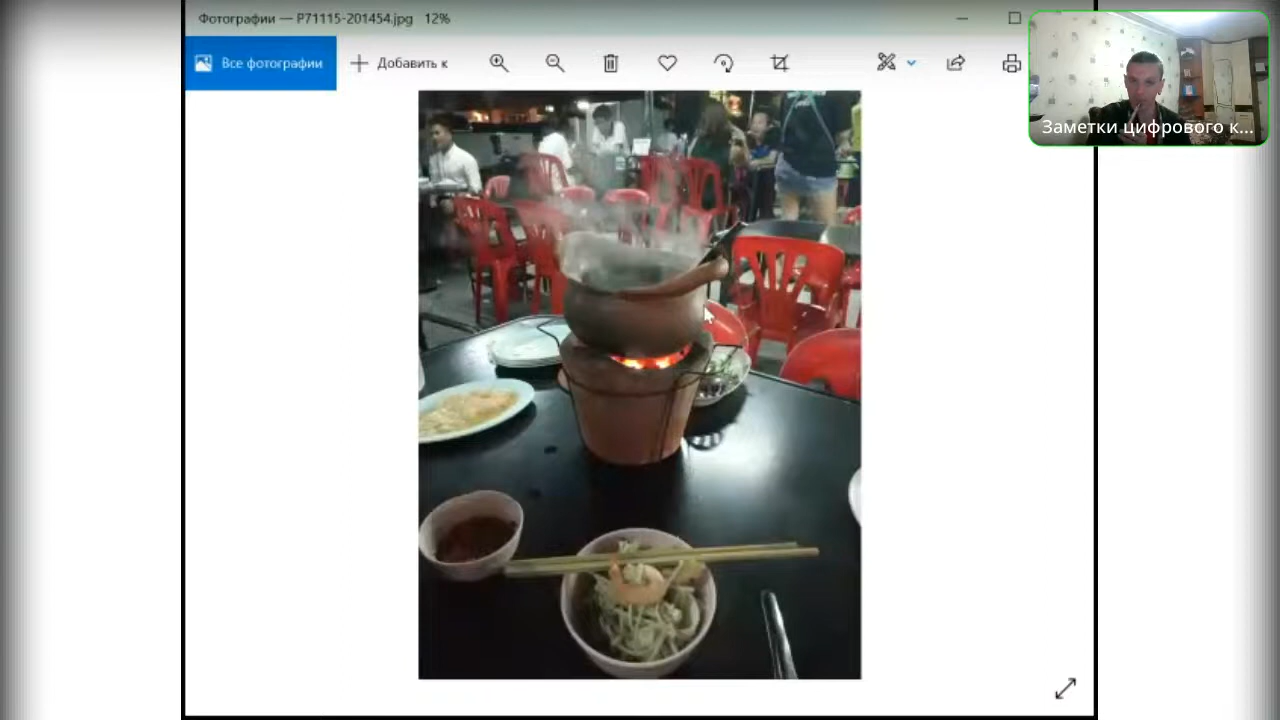 Фотографии — P71115-201454.jpg 12%
Все фотографии
Добавить к
Заметки цифрового к...